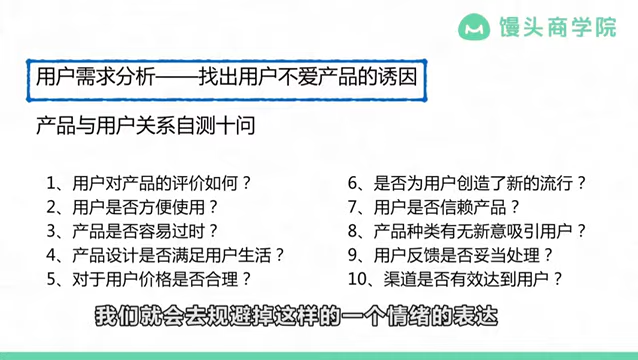 馒头商学院
用户需求分析——找出用户不爱产品的诱因
产品与用户关系自测十问
1、用户对产品的评价如何？
2、用户是否方便使用？
3、产品是否容易过时？
4、产品设计是否满足用户生活？
5、对于用户价格是否合理？
6、是否为用户创造了新的流行？
7、用户是否信赖产品？
8、产品种类有无新意吸引用户？
9、用户反馈是否妥当处理？
10、渠道是否有效达到用户？
我们就会去规避掉这样的一个情绪的表达